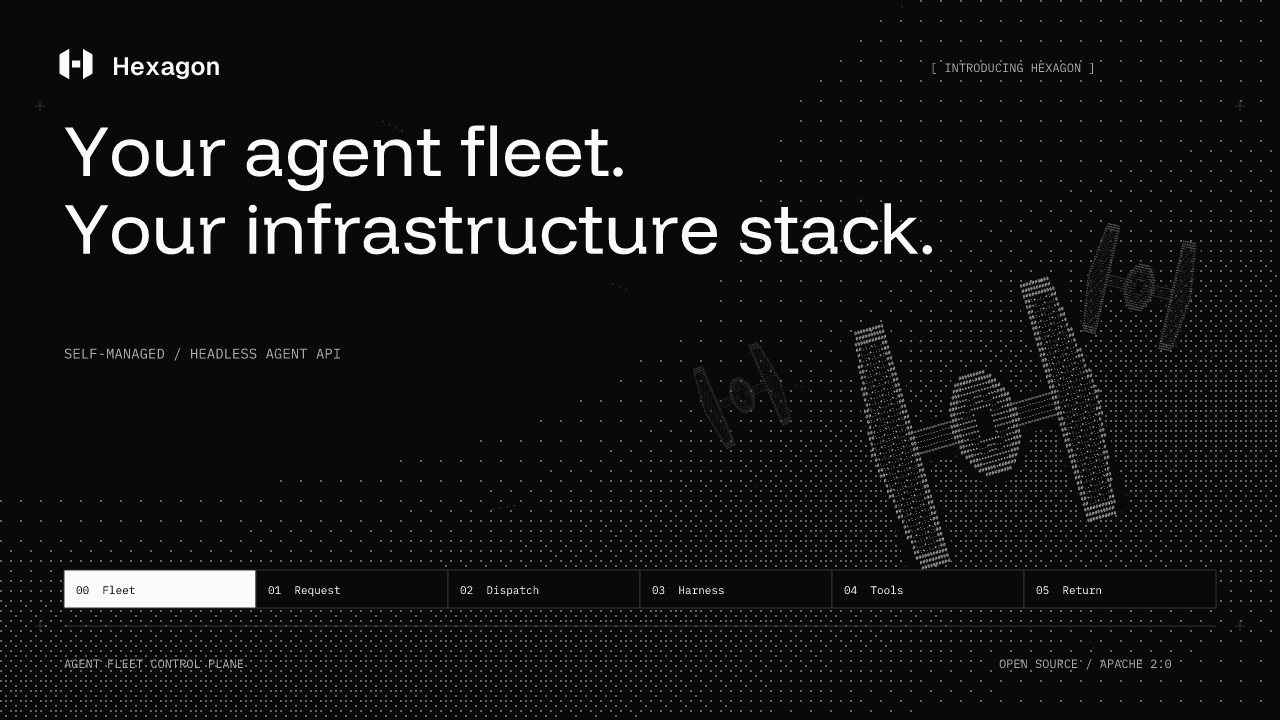 Hexagon
[ INTRODUCING HEXAGON ]
Your agent fleet.
Your infrastructure stack.
SELF-MANAGED / HEADLESS AGENT API
00 Fleet
01 Request
02 Dispatch
03 Harness
04 Tools
05 Return
AGENT FLEET CONTROL PLANE
OPEN SOURCE / APACHE 2.0